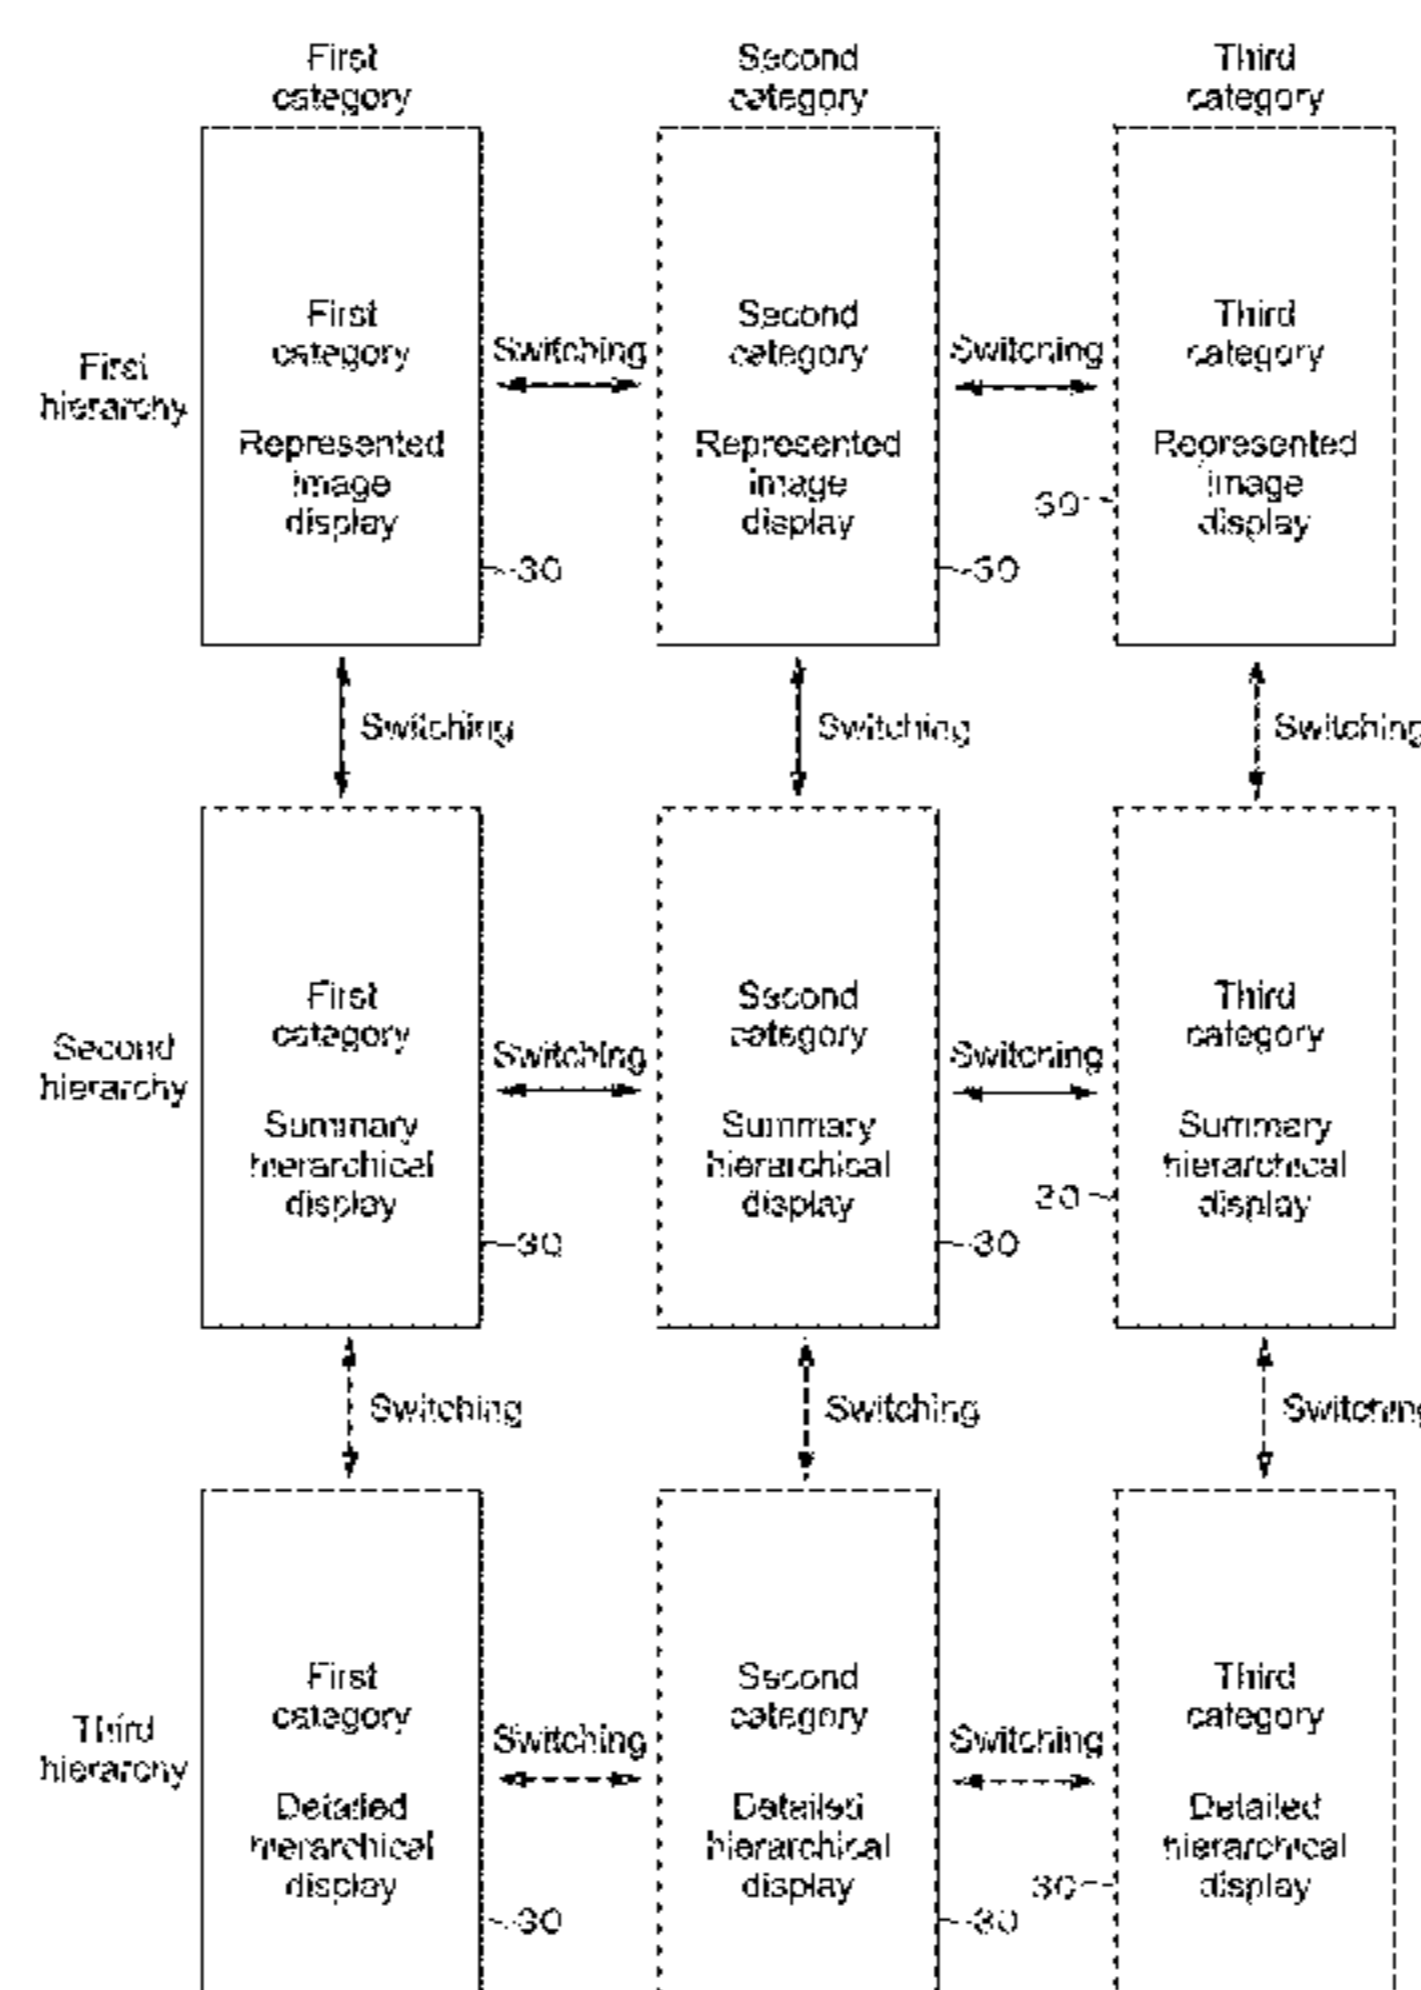 First
category
Second
category
Third
category
First
hierarchy
First
category
Represented
image
display
30
Switching
Second
category
Represented
image
display
30
Switching
Third
category
Represented
image
display
30
Switching
Switching
Switching
Second
hierarchy
First
category
Summary
hierarchical
display
30
Switching
Second
category
Summary
hierarchical
display
30
Switching
Third
category
Summary
hierarchical
display
30
Switching
Switching
Switching
Third
hierarchy
First
category
Detailed
hierarchical
display
30
Switching
Second
category
Detailed
hierarchical
display
30
Switching
Third
category
Detailed
hierarchical
display
30